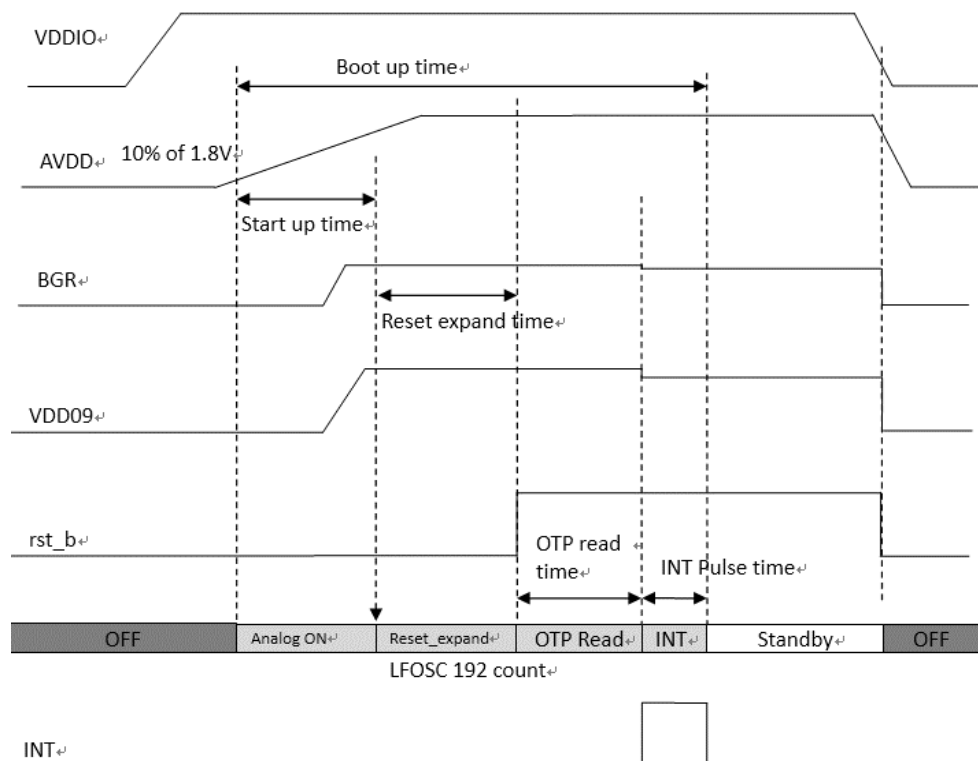 VDDIO↵
Boot up time↵
AVDD↵
10% of 1.8V↵
Start up time↵
BGR↵
Reset expand time↵
VDD09↵
rst_b↵
OTP read ↵
time↵
INT Pulse time↵
OFF
Analog ON↵
Reset_expand↵
OTP Read↵
INT↵
Standby↵
OFF
LFOSC 192 count↵
INT↵